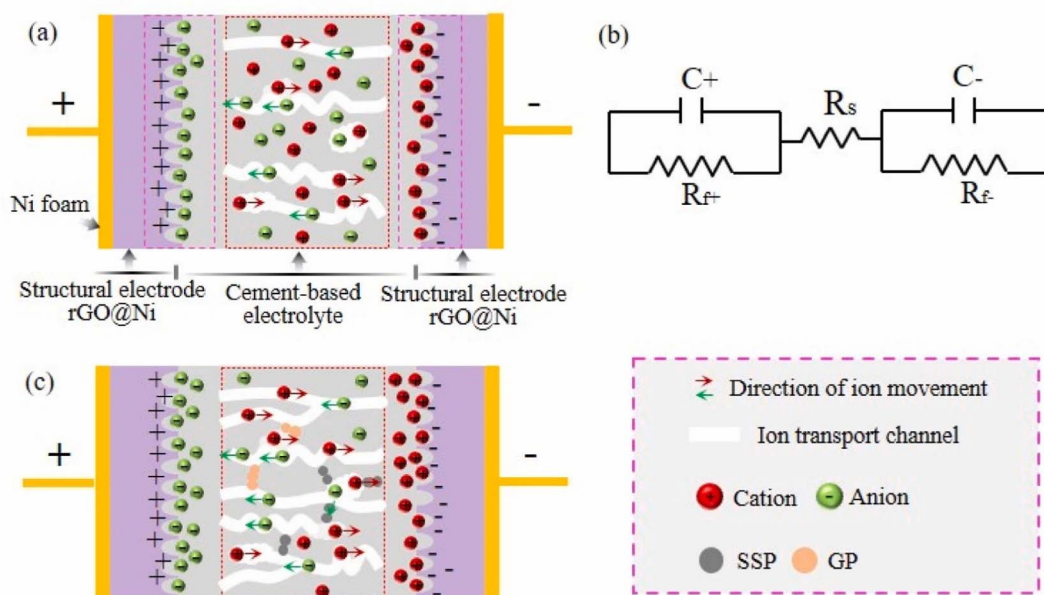 (a)
+
-
Ni foam
Structural electrode
rGO@Ni
Cement-based
electrolyte
Structural electrode
rGO@Ni
(b)
C+
Rs
C-
Rf+
Rf-
(c)
+
-
Direction of ion movement
Ion transport channel
Cation
Anion
SSP
GP